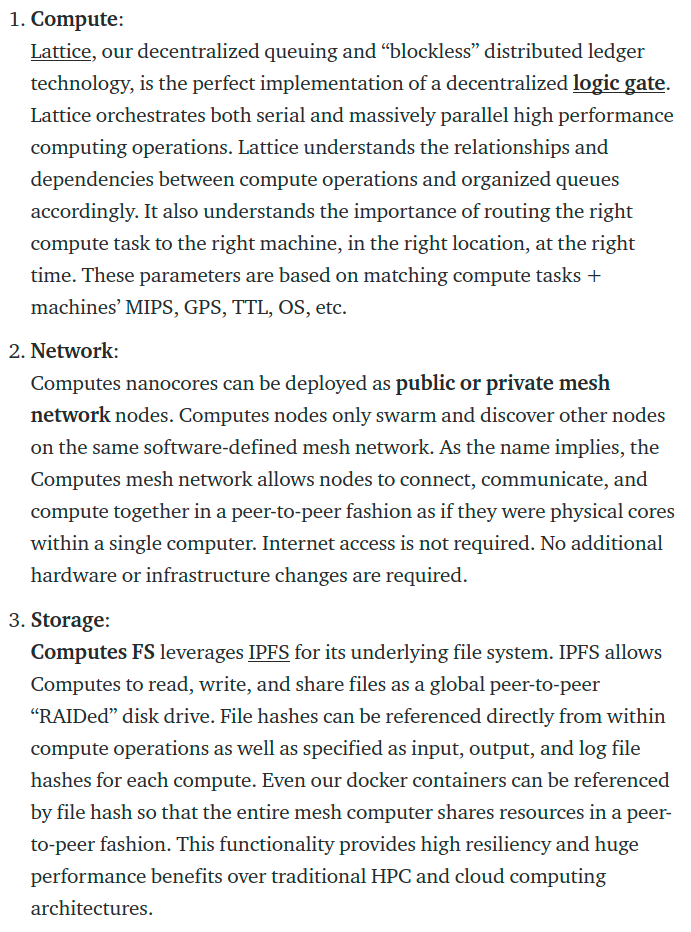 1. Compute:
Lattice, our decentralized queuing and “blockless” distributed ledger
technology, is the perfect implementation of a decentralized logic gate.
Lattice orchestrates both serial and massively parallel high performance
computing operations. Lattice understands the relationships and
dependencies between compute operations and organized queues
accordingly. It also understands the importance of routing the right
compute task to the right machine, in the right location, at the right
time. These parameters are based on matching compute tasks +
machines’ MIPS, GPS, TTL, OS, etc.
2. Network:
Computes nanocores can be deployed as public or private mesh
network nodes. Computes nodes only swarm and discover other nodes
on the same software-defined mesh network. As the name implies, the
Computes mesh network allows nodes to connect, communicate, and
compute together in a peer-to-peer fashion as if they were physical cores
within a single computer. Internet access is not required. No additional
hardware or infrastructure changes are required.
3. Storage:
Computes FS leverages IPFS for its underlying file system. IPFS allows
Computes to read, write, and share files as a global peer-to-peer
“RAIDed” disk drive. File hashes can be referenced directly from within
compute operations as well as specified as input, output, and log file
hashes for each compute. Even our docker containers can be referenced
by file hash so that the entire mesh computer shares resources in a peer-
to-peer fashion. This functionality provides high resiliency and huge
performance benefits over traditional HPC and cloud computing
architectures.